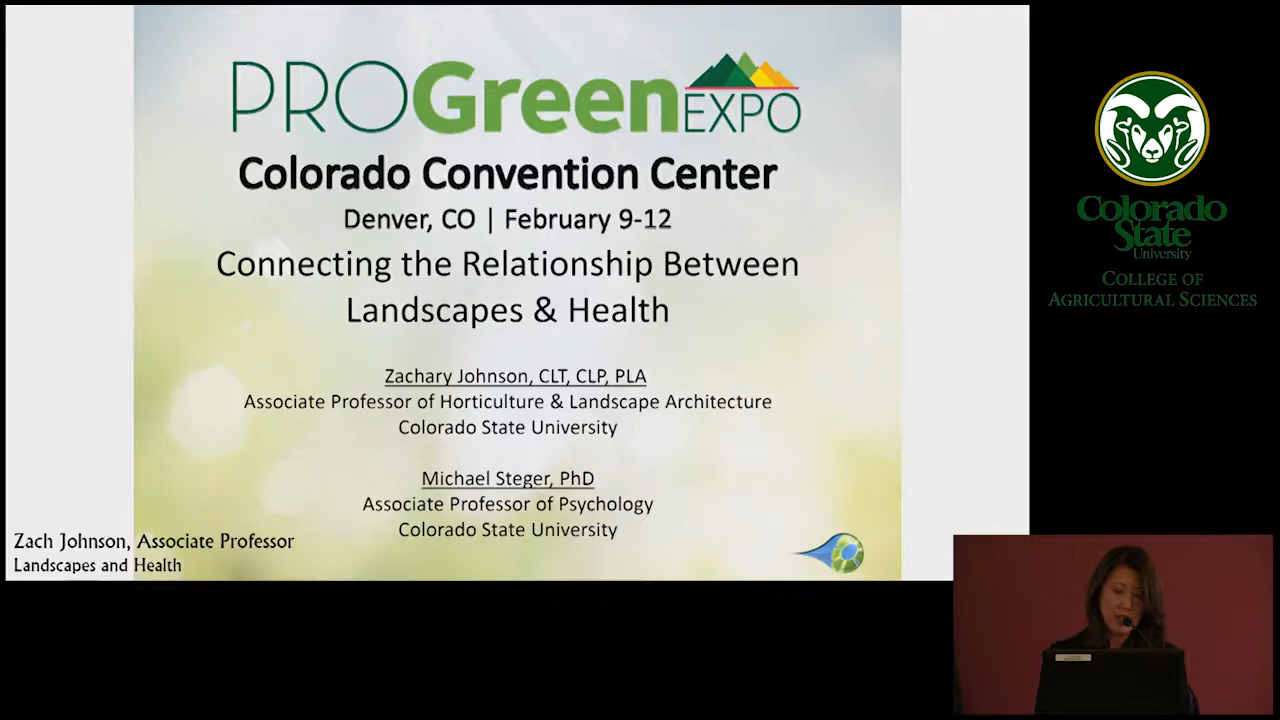 PROGreen EXPO
Colorado Convention Center
Denver, CO | February 9-12
Connecting the Relationship Between
Landscapes & Health
Zachary Johnson, CLT, CLP, PLA
Associate Professor of Horticulture & Landscape Architecture
Colorado State University
Michael Steger, PhD
Associate Professor of Psychology
Colorado State University
Zach Johnson, Associate Professor
Landscapes and Health
Colorado
State
University
COLLEGE OF
AGRICULTURAL SCIENCES